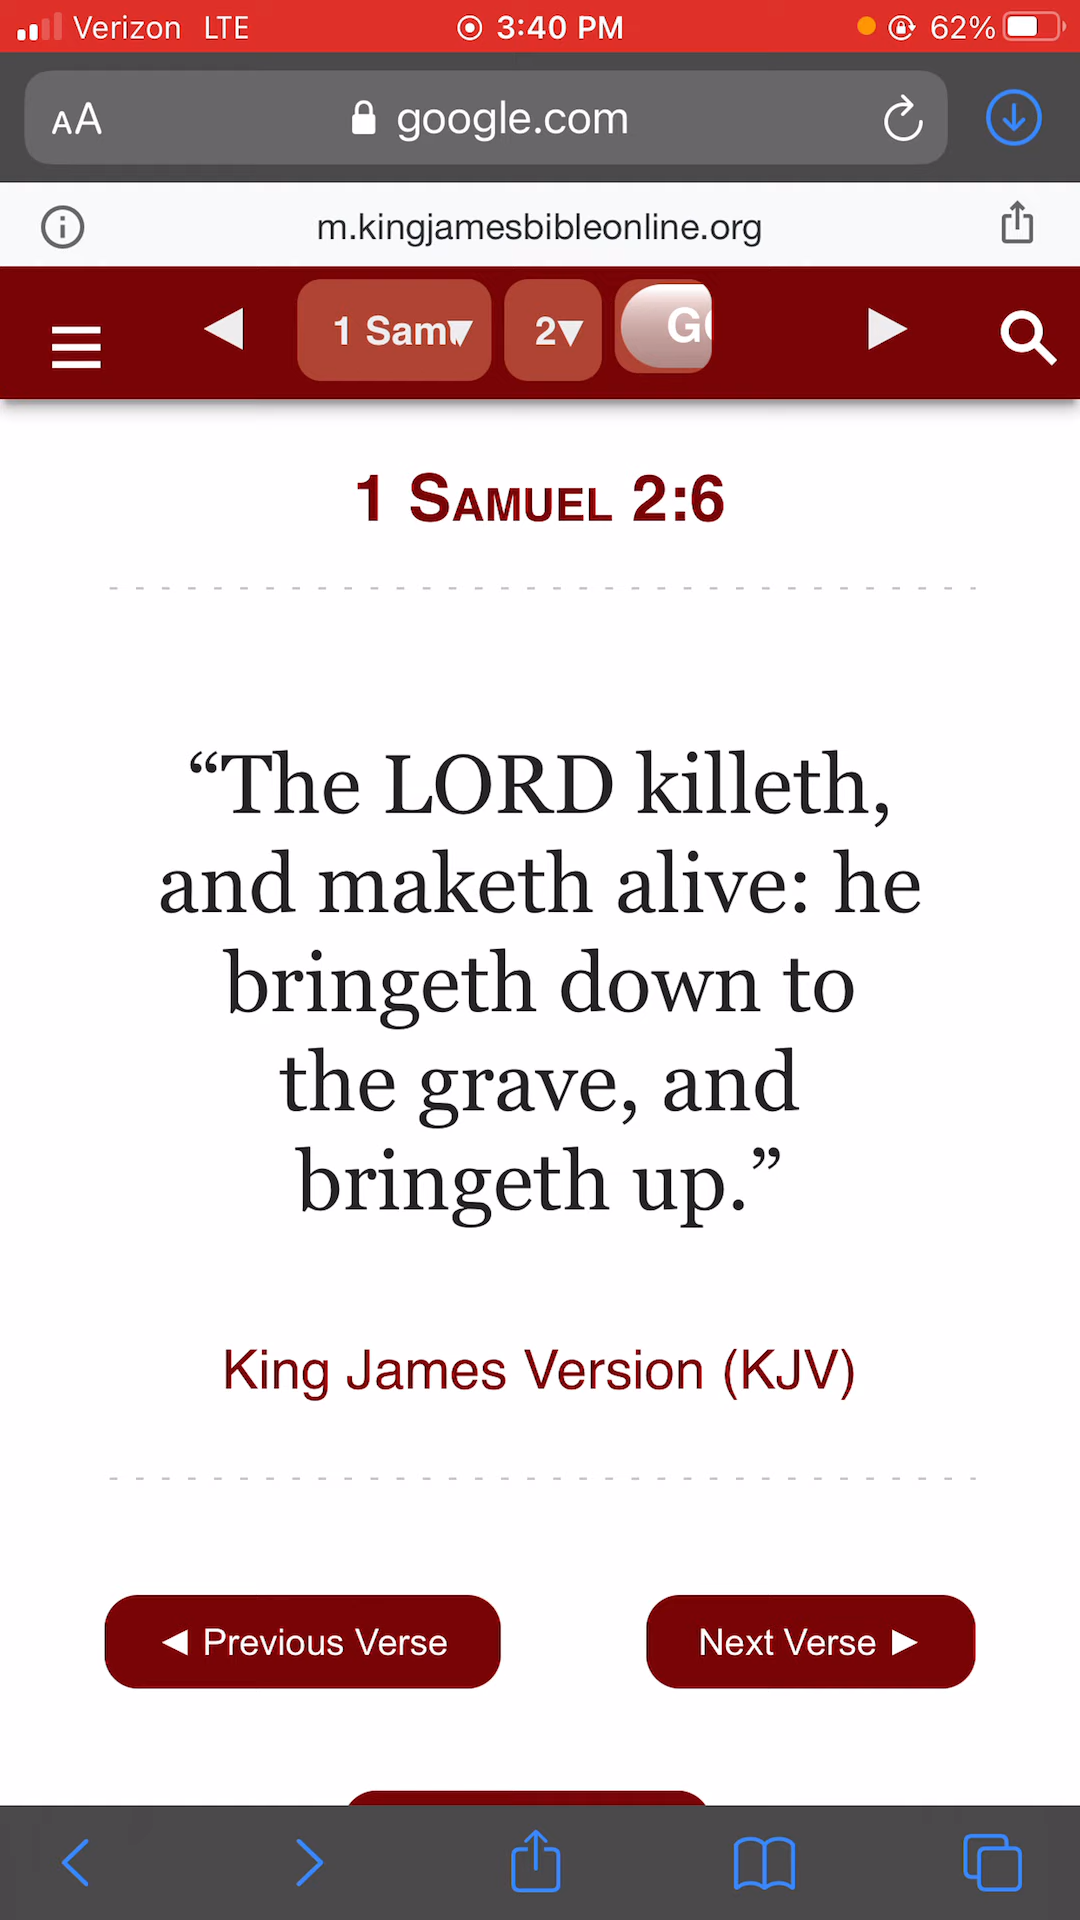 Verizon LTE 3:40 PM 62%
AA google.com
m.kingjamesbibleonline.org
1 Sam 2 G
1 SAMUEL 2:6
“The LORD killeth,
and maketh alive: he
bringeth down to
the grave, and
bringeth up.”
King James Version (KJV)
◀ Previous Verse Next Verse ▶